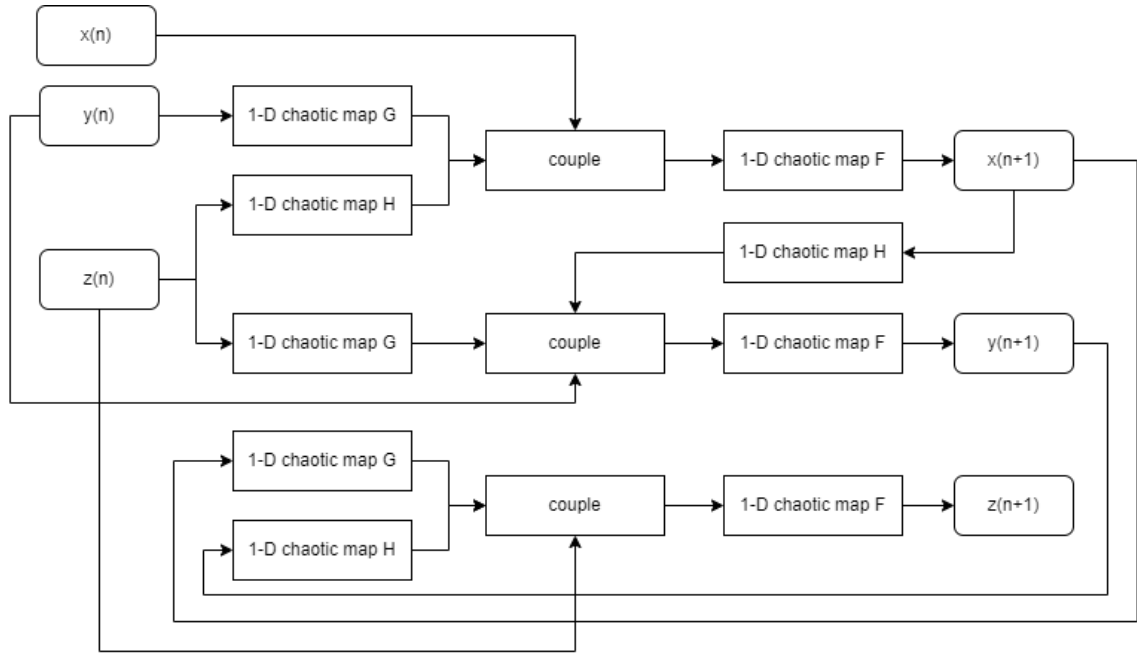 x(n)
y(n)
1-D chaotic map G
couple
1-D chaotic map F
x(n+1)
1-D chaotic map H
1-D chaotic map H
z(n)
1-D chaotic map G
couple
1-D chaotic map F
y(n+1)
1-D chaotic map G
couple
1-D chaotic map F
z(n+1)
1-D chaotic map H